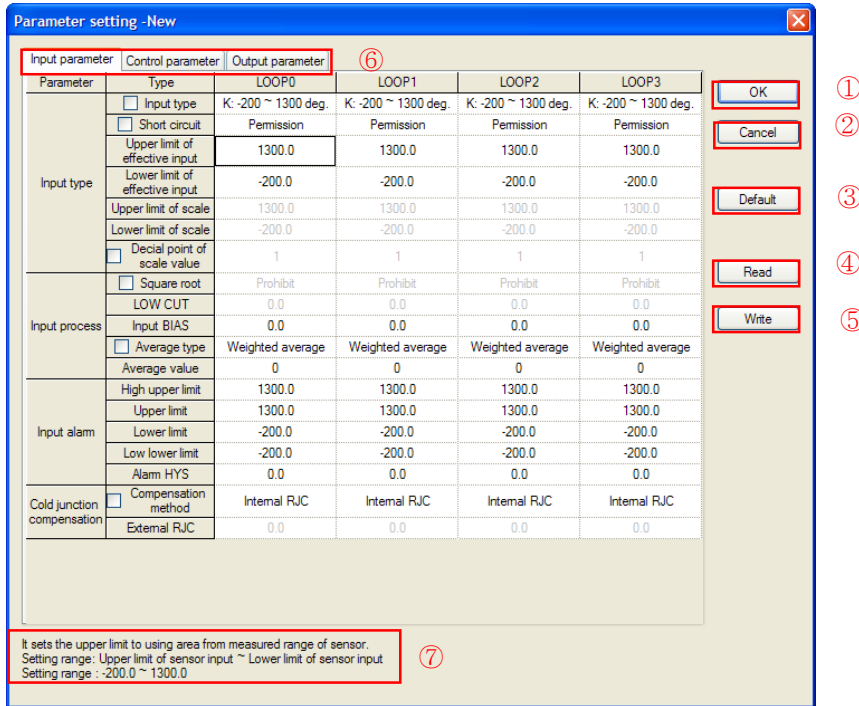 Parameter setting -New
Input parameter Control parameter Output parameter ⑥
Parameter Type LOOP0 LOOP1 LOOP2 LOOP3
Input type K: -200 ~ 1300 deg. K: -200 ~ 1300 deg. K: -200 ~ 1300 deg. K: -200 ~ 1300 deg.
Short circuit Permission Permission Permission Permission
Upper limit of
effective input 1300.0 1300.0 1300.0 1300.0
Input type
Lower limit of
effective input -200.0 -200.0 -200.0 -200.0
Upper limit of scale 1300.0 1300.0 1300.0 1300.0
Lower limit of scale -200.0 -200.0 -200.0 -200.0
Decial point of
scale value 1 1 1 1
Input process
Square root Prohibit Prohibit Prohibit Prohibit
LOW CUT 0.0 0.0 0.0 0.0
Input BIAS 0.0 0.0 0.0 0.0
Average type Weighted average Weighted average Weighted average Weighted average
Average value 0 0 0 0
Input alarm
High upper limit 1300.0 1300.0 1300.0 1300.0
Upper limit 1300.0 1300.0 1300.0 1300.0
Lower limit -200.0 -200.0 -200.0 -200.0
Low lower limit -200.0 -200.0 -200.0 -200.0
Alarm HYS 0.0 0.0 0.0 0.0
Cold junction
compensation
Compensation
method Internal RJC Internal RJC Internal RJC Internal RJC
External RJC 0.0 0.0 0.0 0.0
OK ①
Cancel ②
Default ③
Read ④
Write ⑤
It sets the upper limit to using area from measured range of sensor.
Setting range: Upper limit of sensor input ~ Lower limit of sensor input ⑦
Setting range : -200.0 ~ 1300.0